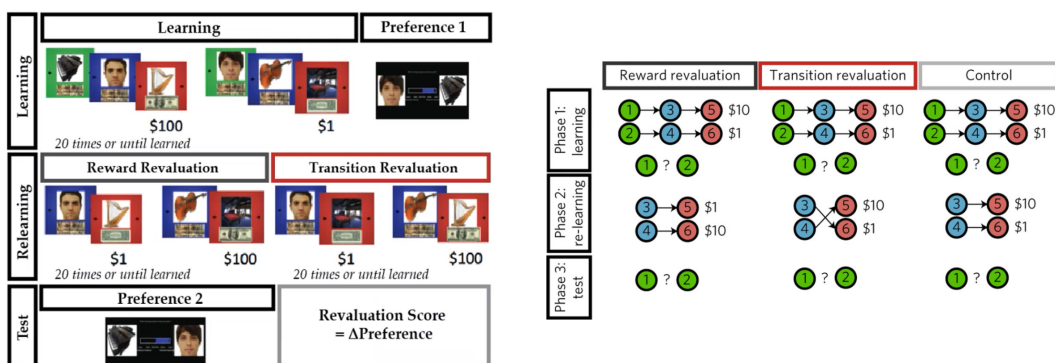 Learning
Preference 1
Learning
$100
$1
20 times or until learned
Reward Revaluation
Transition Revaluation
Relearning
$1
$100
$1
$100
20 times or until learned
20 times or until learned
Preference 2
Test
Revaluation Score
= ΔPreference
Reward revaluation
Transition revaluation
Control
Phase 1:
learning
1 3 5 $10
2 4 6 $1
1 ? 2
1 3 5 $10
2 4 6 $1
1 ? 2
1 3 5 $10
2 4 6 $1
1 ? 2
Phase 2:
re-learning
3 5 $1
4 6 $10
3 5 $10
4 6 $1
3 5 $10
4 6 $1
Phase 3:
test
1 ? 2
1 ? 2
1 ? 2